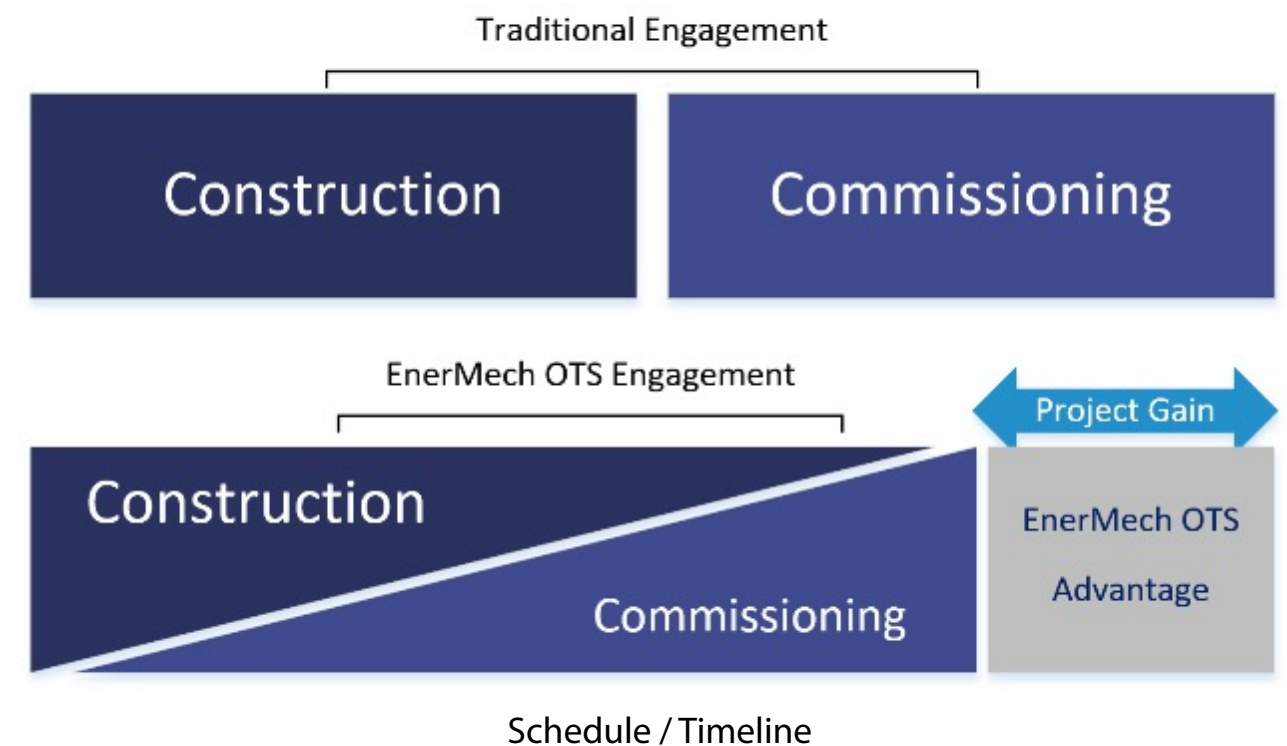 Traditional Engagement
Construction
Commissioning
EnerMech OTS Engagement
Project Gain
Construction
Commissioning
EnerMech OTS
Advantage
Schedule / Timeline